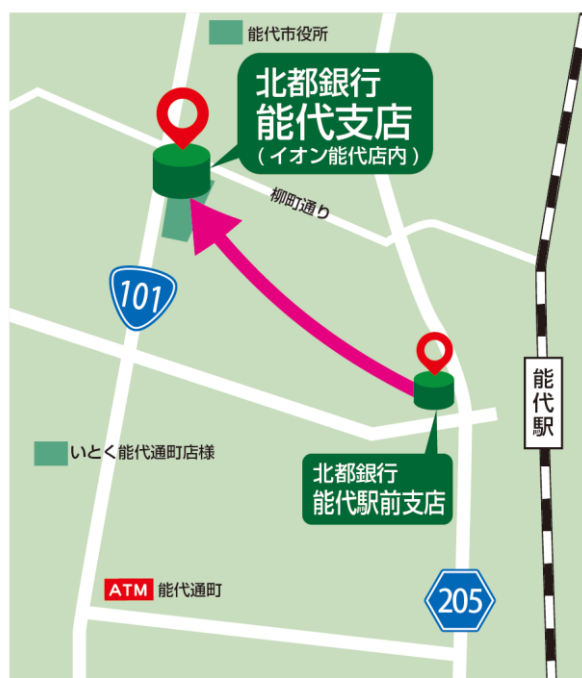 能代市役所
北都銀行
能代支店
(イオン能代店内)
柳町通り
101
能代駅
いとく能代通町店様
北都銀行
能代駅前支店
ATM 能代通町
205